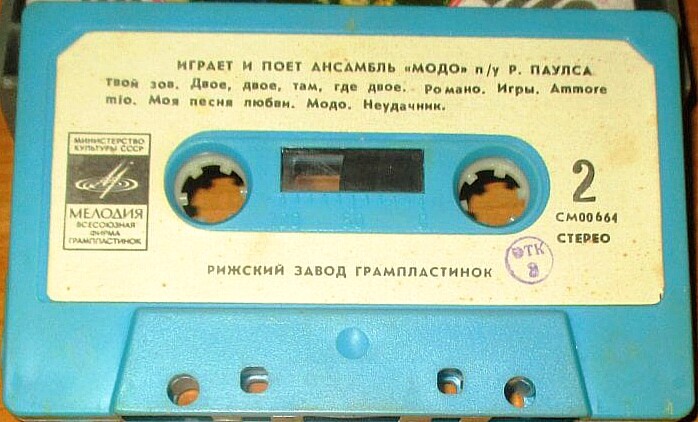 ИГРАЕТ И ПОЕТ АНСАМБЛЬ «МОДО» п/у Р. ПАУЛСА
Твой зов. Двое, двое, там, где двое. Романо. Игры. Ammore
mio. Моя песня любви. Модо. Неудачник.
МИНИСТЕРСТВО
КУЛЬТУРЫ СССР
МЕЛОДИЯ
ВСЕСОЮЗНАЯ
ФИРМА
ГРАМПЛАСТИНОК
2
СМ00664
СТЕРЕО
ОТК
8
РИЖСКИЙ ЗАВОД ГРАМПЛАСТИНОК